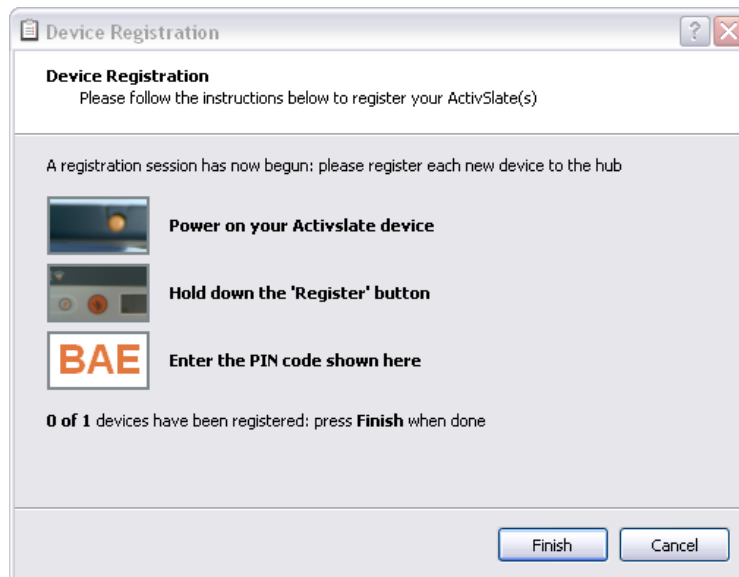 Device Registration
Device Registration
Please follow the instructions below to register your ActivSlate(s)
A registration session has now begun: please register each new device to the hub
Power on your Activslate device
Hold down the 'Register' button
BAE
Enter the PIN code shown here
0 of 1 devices have been registered: press Finish when done
Finish
Cancel